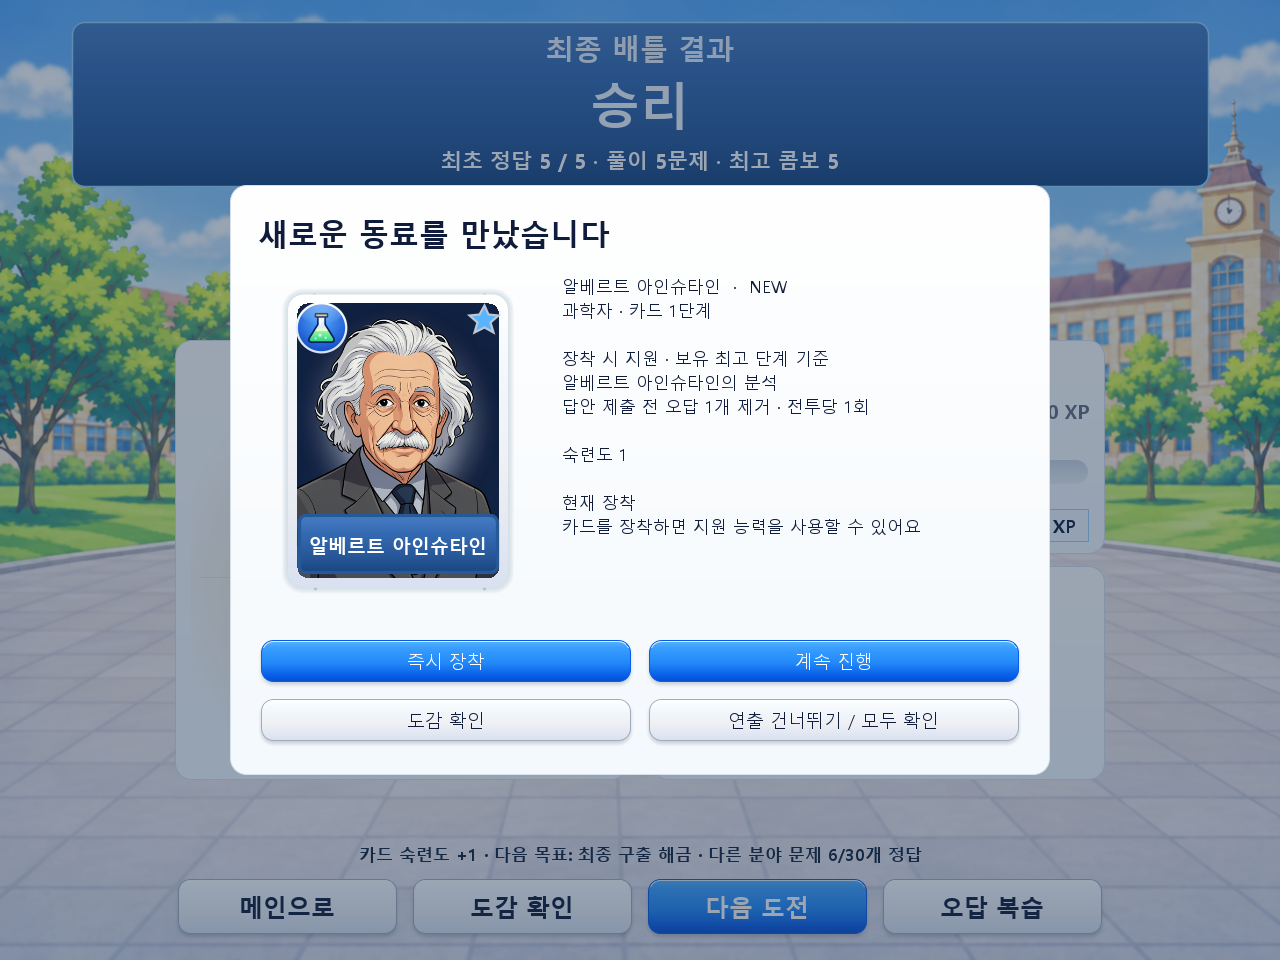 최종 배틀 결과
승리
최초 정답 5 / 5 · 풀이 5문제 · 최고 콤보 5
새로운 동료를 만났습니다
알베르트 아인슈타인 · NEW
과학자 · 카드 1단계
장착 시 지원 · 보유 최고 단계 기준
알베르트 아인슈타인의 분석
답안 제출 전 오답 1개 제거 · 전투당 1회
숙련도 1
현재 장착
카드를 장착하면 지원 능력을 사용할 수 있어요
알베르트 아인슈타인
0 XP
XP
즉시 장착
계속 진행
도감 확인
연출 건너뛰기 / 모두 확인
카드 숙련도 +1 · 다음 목표: 최종 구출 해금 · 다른 분야 문제 6/30개 정답
메인으로
도감 확인
다음 도전
오답 복습